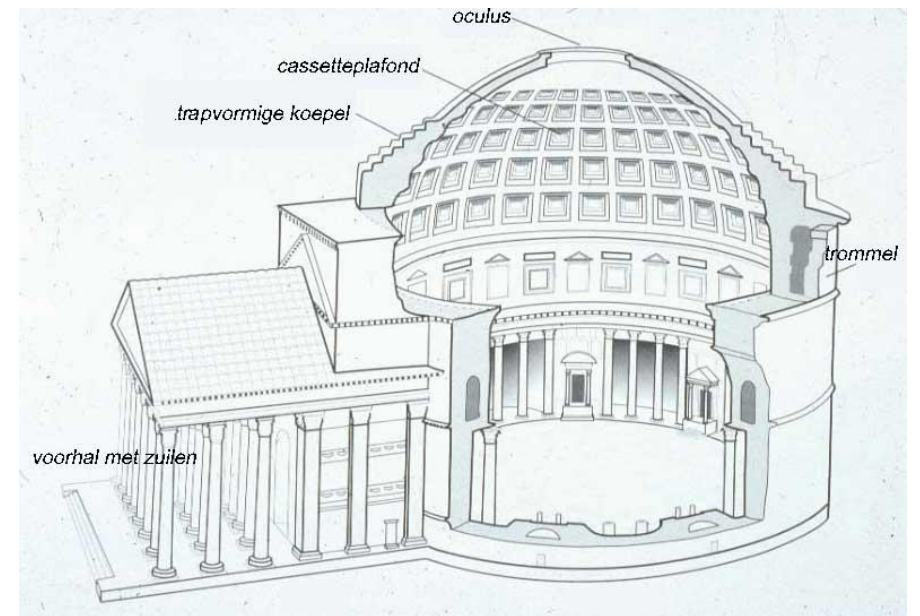 oculus
cassetteplafond
trapvormige koepel
trommel
voorhal met zuilen